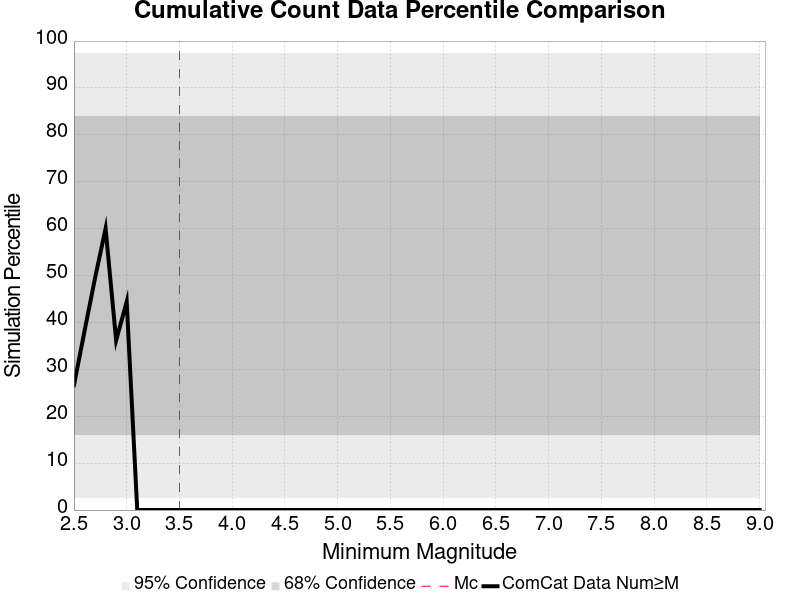 Cumulative Count Data Percentile Comparison
100
90
80
70
60
50
40
30
20
10
0
Simulation Percentile
2.5 3.0 3.5 4.0 4.5 5.0 5.5 6.0 6.5 7.0 7.5 8.0 8.5 9.0
Minimum Magnitude
95% Confidence 68% Confidence Mc ComCat Data Num≥M